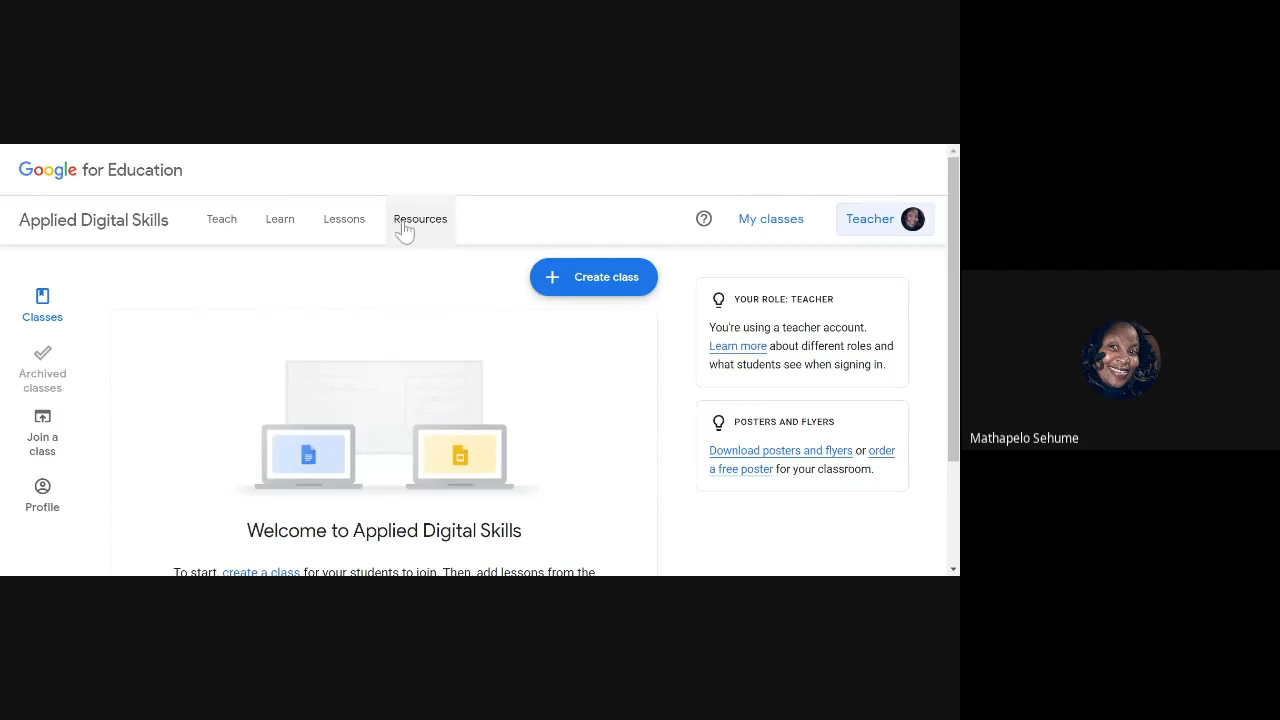 Google for Education
Applied Digital Skills
Teach
Learn
Lessons
Resources
My classes
Teacher
Classes
Archived
classes
Join a
class
Profile
Create class
Welcome to Applied Digital Skills
To start, create a class for your students to join. Then, add lessons from the
YOUR ROLE: TEACHER
You're using a teacher account.
Learn more about different roles and
what students see when signing in.
POSTERS AND FLYERS
Download posters and flyers or order
a free poster for your classroom.
Mathapelo Sehume